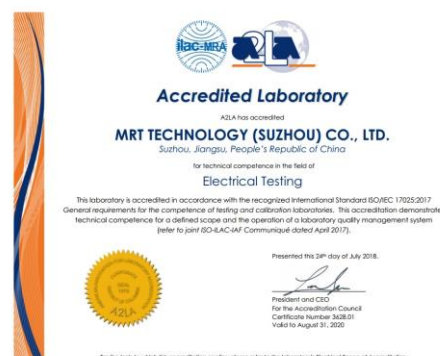 ilac-MRA
A2LA
Accredited Laboratory
A2LA has accredited
MRT TECHNOLOGY (SUZHOU) CO., LTD.
Suzhou, Jiangsu, People's Republic of China
for technical competence in the field of
Electrical Testing
This laboratory is accredited in accordance with the recognized International Standard ISO/IEC 17025:2017
General requirements for the competence of testing and calibration laboratories. This accreditation demonstrate
technical competence for a defined scope and the operation of a laboratory quality management system
(refer to joint ISO-ILAC-IAF Communiqué dated April 2017).
Presented this 24th day of July 2018.
President and CEO
For the Accreditation Council
Certificate Number 3628.01
Valid to August 31, 2020
SEAL
1978
A2LA